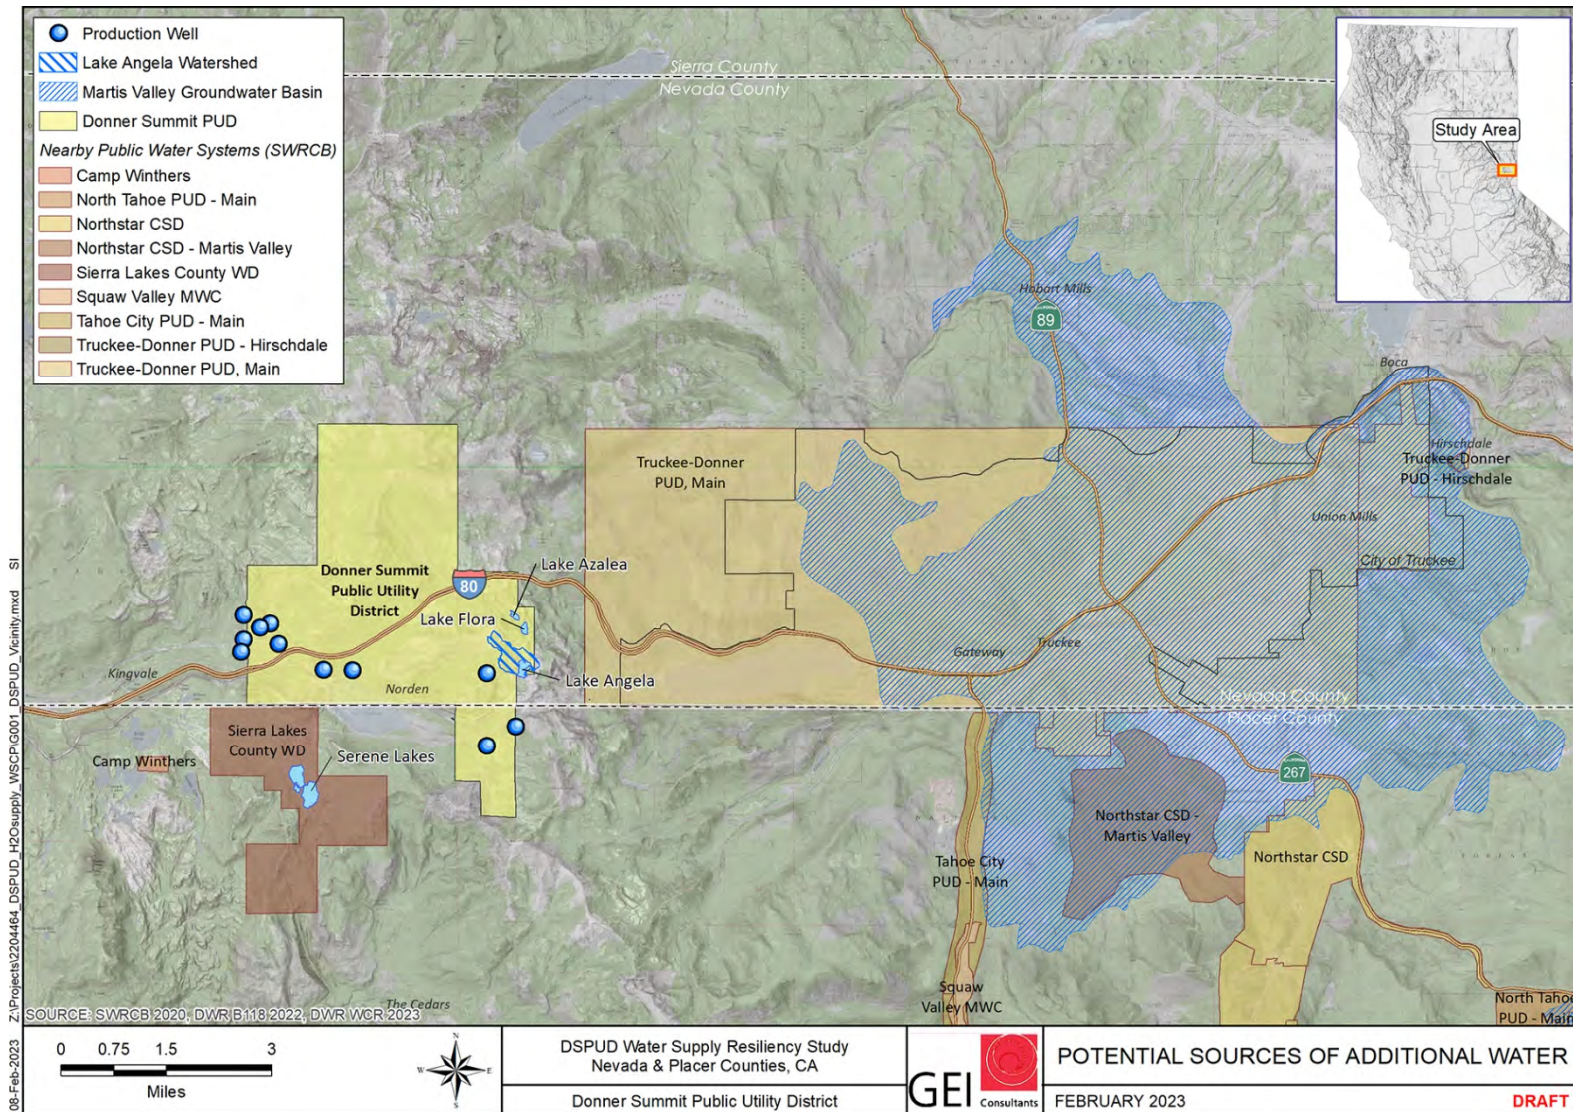 Production Well
Lake Angela Watershed
Martis Valley Groundwater Basin
Donner Summit PUD
Nearby Public Water Systems (SWRCB)
Camp Winthers
North Tahoe PUD - Main
Northstar CSD
Northstar CSD - Martis Valley
Sierra Lakes County WD
Squaw Valley MWC
Tahoe City PUD - Main
Truckee-Donner PUD - Hirschdale
Truckee-Donner PUD, Main
Sierra County
Nevada County
Study Area
Hobart Mills
89
Boca
Hirschdale
Truckee-Donner
PUD - Hirschdale
Truckee-Donner
PUD, Main
Union Mills
City of Truckee
Donner Summit
Public Utility
District
80
Lake Azalea
Lake Flora
Lake Angela
Kingvale
Norden
Truckee
Gateway
Nevada County
Placer County
Sierra Lakes
County WD
Camp Winthers
Serene Lakes
267
Northstar CSD -
Martis Valley
Northstar CSD
Tahoe City
PUD - Main
Squaw
Valley MWC
North Tahoe
PUD - Main
The Cedars
SOURCE: SWRCB 2020, DWR B118 2022, DWR WCR 2023
08-Feb-2023 Z:\Projects\2204464_DSPUD_H2Osupply_WSCP\G001_DSPUD_Vicinity.mxd SI
0 0.75 1.5 3
Miles
N
W E
S
DSPUD Water Supply Resiliency Study
Nevada & Placer Counties, CA
Donner Summit Public Utility District
GEI Consultants
POTENTIAL SOURCES OF ADDITIONAL WATER
FEBRUARY 2023
DRAFT